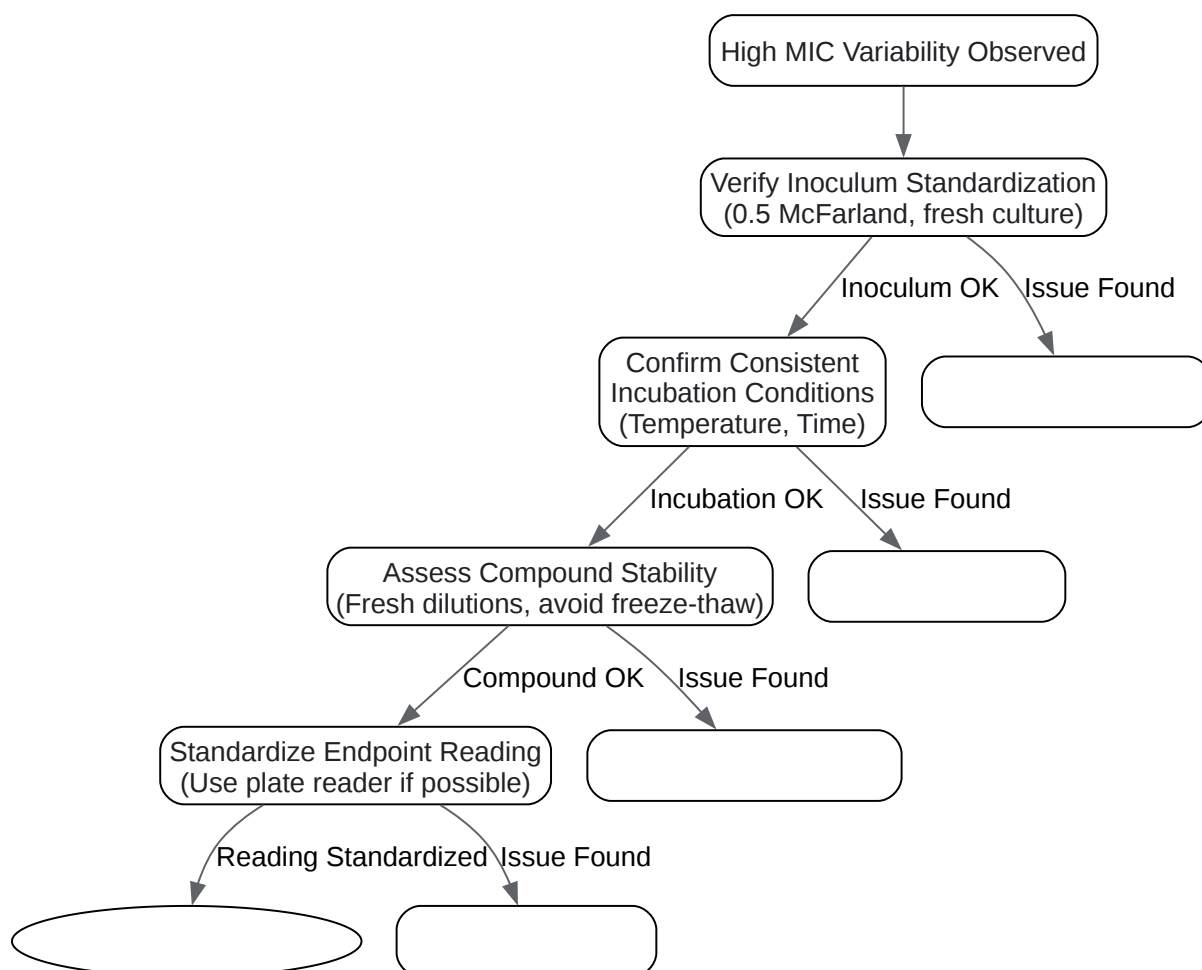 High MIC Variability Observed
Verify Inoculum Standardization
(0.5 McFarland, fresh culture)
Inoculum OK
Issue Found
Confirm Consistent
Incubation Conditions
(Temperature, Time)
Incubation OK
Issue Found
Assess Compound Stability
(Fresh dilutions, avoid freeze-thaw)
Compound OK
Issue Found
Standardize Endpoint Reading
(Use plate reader if possible)
Reading Standardized
Issue Found